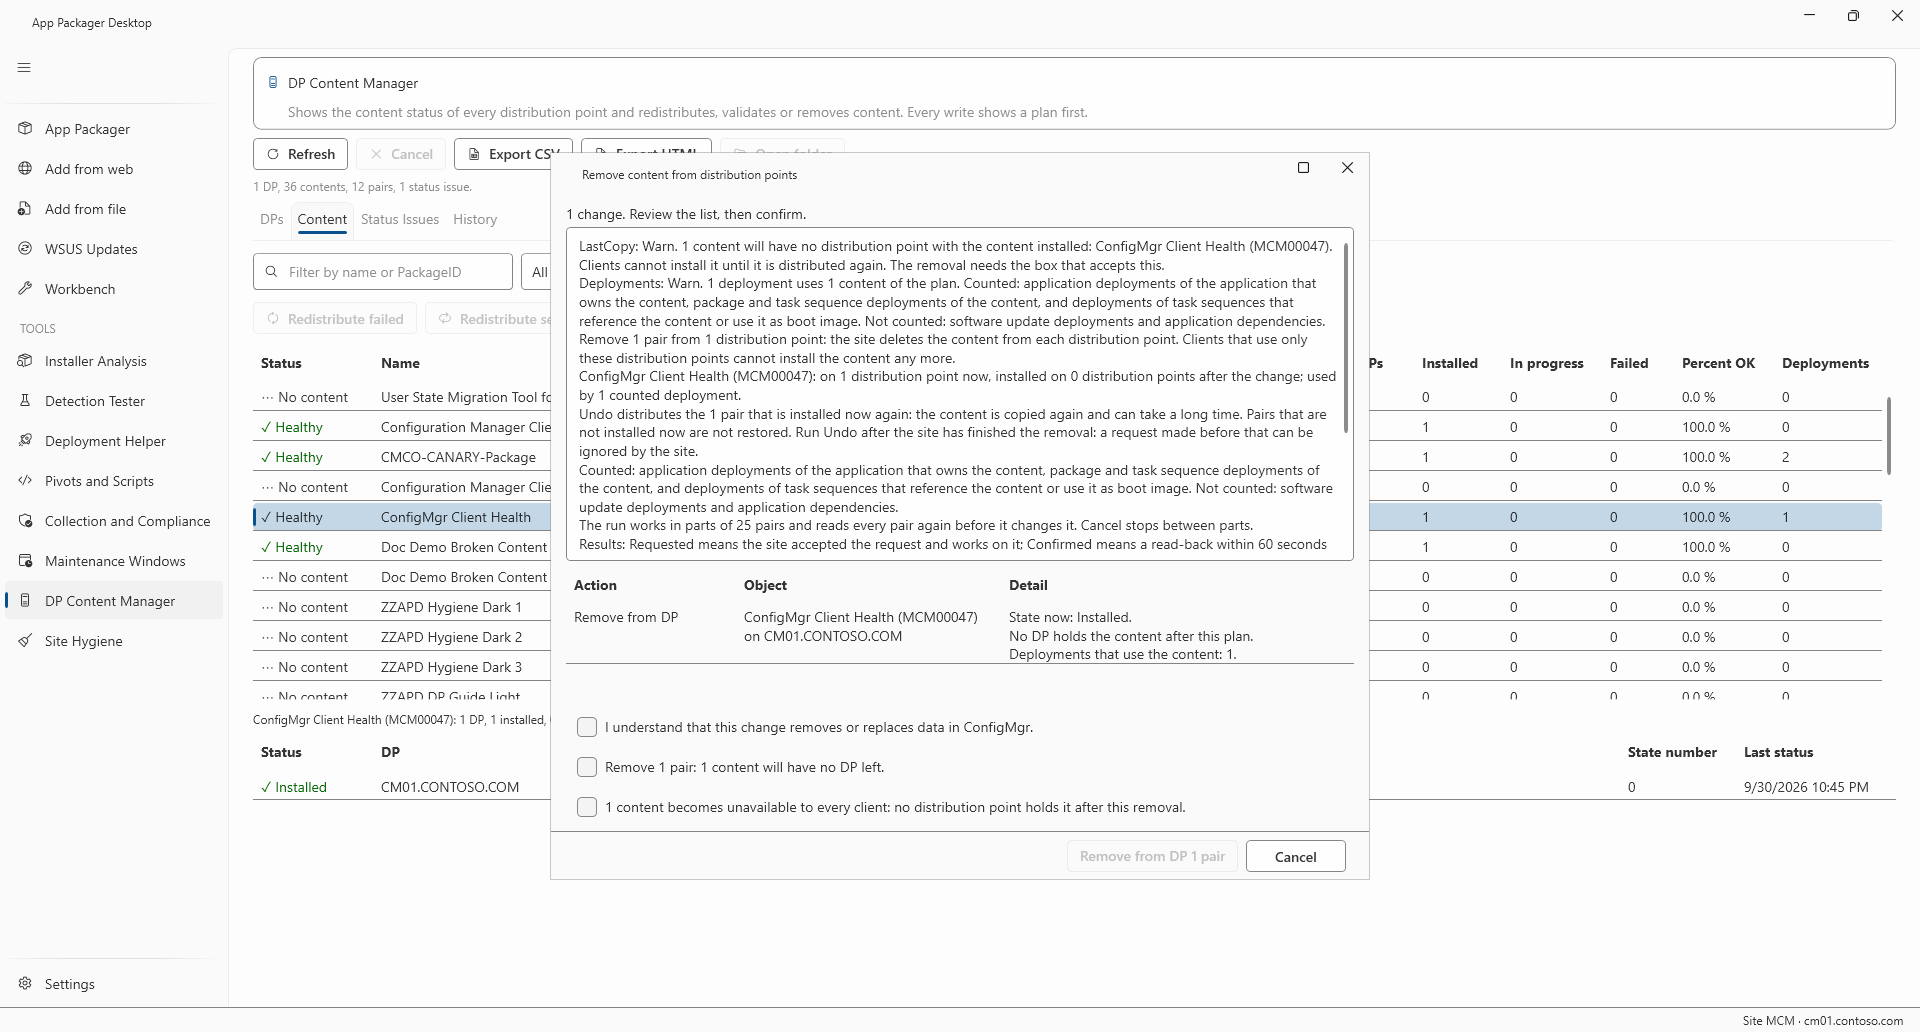 App Packager Desktop
DP Content Manager
Shows the content status of every distribution point and redistributes, validates or removes content. Every write shows a plan first.
App Packager
Add from web
Add from file
WSUS Updates
Workbench
TOOLS
Installer Analysis
Detection Tester
Deployment Helper
Pivots and Scripts
Collection and Compliance
Maintenance Windows
DP Content Manager
Site Hygiene
Settings
Refresh
Cancel
Export CSV
Export HTML
Open folder
1 DP, 36 contents, 12 pairs, 1 status issue.
DPs Content Status Issues History
Filter by name or PackageID
All
Redistribute failed
Redistribute se
Status Name Ps Installed In progress Failed Percent OK Deployments
··· No content User State Migration Tool fo 0 0 0 0.0 % 0
✓ Healthy Configuration Manager Clie 1 0 0 100.0 % 0
✓ Healthy CMCO-CANARY-Package 1 0 0 100.0 % 2
··· No content Configuration Manager Clie 0 0 0 0.0 % 0
✓ Healthy ConfigMgr Client Health 1 0 0 100.0 % 1
✓ Healthy Doc Demo Broken Content 1 0 0 100.0 % 0
··· No content Doc Demo Broken Content 0 0 0 0.0 % 0
··· No content ZZAPD Hygiene Dark 1 0 0 0 0.0 % 0
··· No content ZZAPD Hygiene Dark 2 0 0 0 0.0 % 0
··· No content ZZAPD Hygiene Dark 3 0 0 0 0.0 % 0
··· No content ZZAPD DP Guide Light 0 0 0 0.0 % 0
ConfigMgr Client Health (MCM00047): 1 DP, 1 installed,
Status DP State number Last status
✓ Installed CM01.CONTOSO.COM 0 9/30/2026 10:45 PM
Remove content from distribution points
1 change. Review the list, then confirm.
LastCopy: Warn. 1 content will have no distribution point with the content installed: ConfigMgr Client Health (MCM00047).
Clients cannot install it until it is distributed again. The removal needs the box that accepts this.
Deployments: Warn. 1 deployment uses 1 content of the plan. Counted: application deployments of the application that
owns the content, package and task sequence deployments of the content, and deployments of task sequences that
reference the content or use it as boot image. Not counted: software update deployments and application dependencies.
Remove 1 pair from 1 distribution point: the site deletes the content from each distribution point. Clients that use only
these distribution points cannot install the content any more.
ConfigMgr Client Health (MCM00047): on 1 distribution point now, installed on 0 distribution points after the change; used
by 1 counted deployment.
Undo distributes the 1 pair that is installed now again: the content is copied again and can take a long time. Pairs that are
not installed now are not restored. Run Undo after the site has finished the removal: a request made before that can be
ignored by the site.
Counted: application deployments of the application that owns the content, package and task sequence deployments of
the content, and deployments of task sequences that reference the content or use it as boot image. Not counted: software
update deployments and application dependencies.
The run works in parts of 25 pairs and reads every pair again before it changes it. Cancel stops between parts.
Results: Requested means the site accepted the request and works on it; Confirmed means a read-back within 60 seconds
Action Object Detail
Remove from DP ConfigMgr Client Health (MCM00047) State now: Installed.
on CM01.CONTOSO.COM No DP holds the content after this plan.
Deployments that use the content: 1.
I understand that this change removes or replaces data in ConfigMgr.
Remove 1 pair: 1 content will have no DP left.
1 content becomes unavailable to every client: no distribution point holds it after this removal.
Remove from DP 1 pair
Cancel
Site MCM · cm01.contoso.com